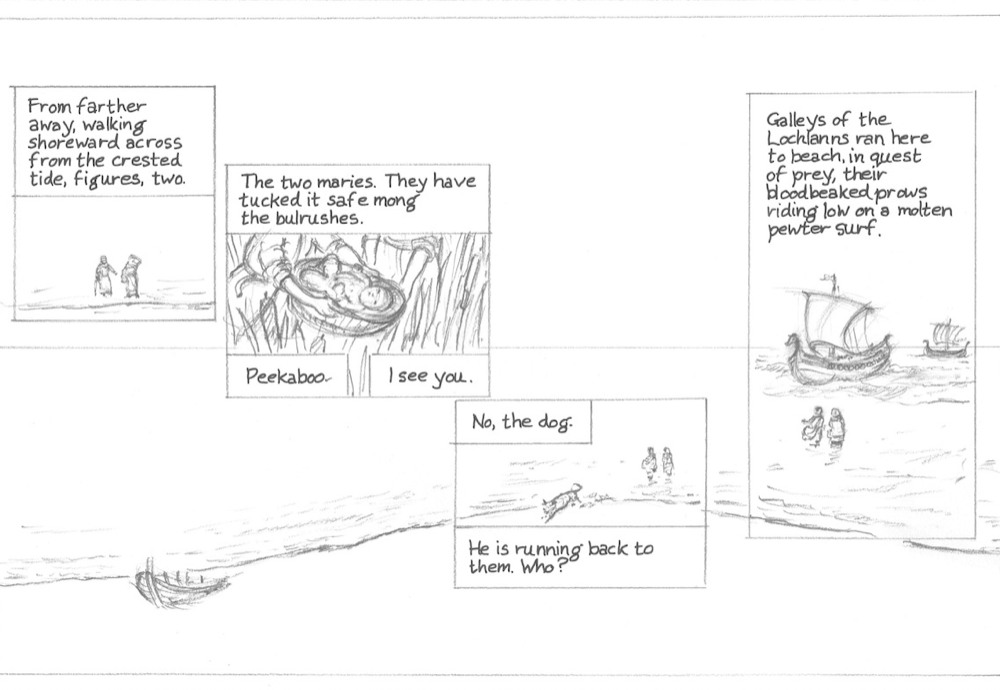 From farther
away, walking
shoreward across
from the crested
tide, figures, two.
The two maries. They have
tucked it safe mong
the bulrushes.
Peekaboo.
I see you.
No, the dog.
He is running back to
them. Who?
Galleys of the
Lochlanns ran here
to beach, in quest
of prey, their
bloodbeaked prows
riding low on a molten
pewter surf.